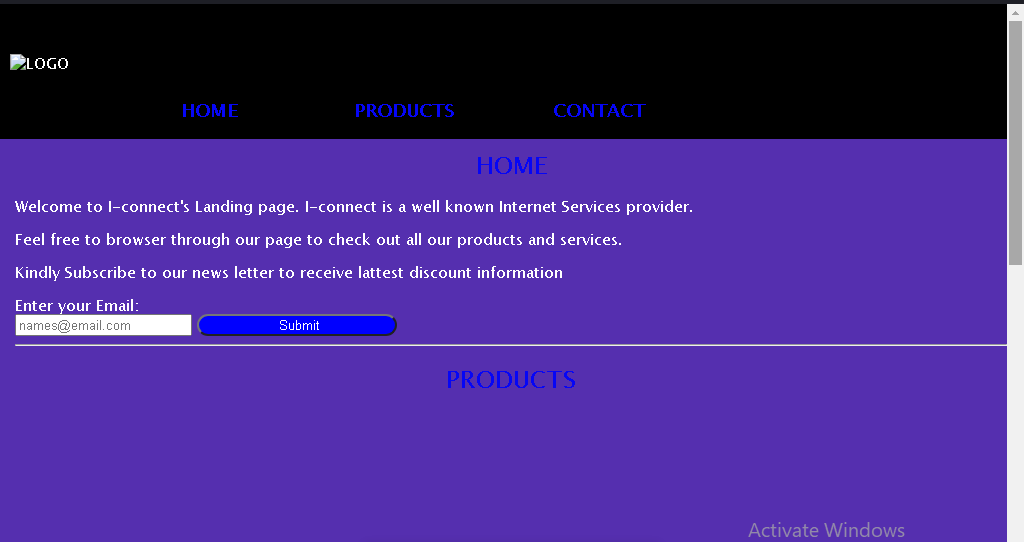 LOGO
HOME PRODUCTS CONTACT
HOME
Welcome to I-connect's Landing page. I-connect is a well known Internet Services provider.
Feel free to browser through our page to check out all our products and services.
Kindly Subscribe to our news letter to receive lattest discount information
Enter your Email:
names@email.com Submit
PRODUCTS
Activate Windows